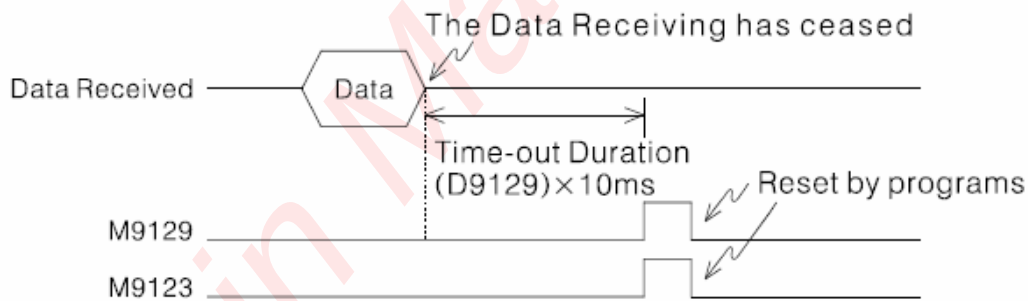 The Data Receiving has ceased
Data Received
Data
Time-out Duration
(D9129)×10ms
Reset by programs
M9129
M9123